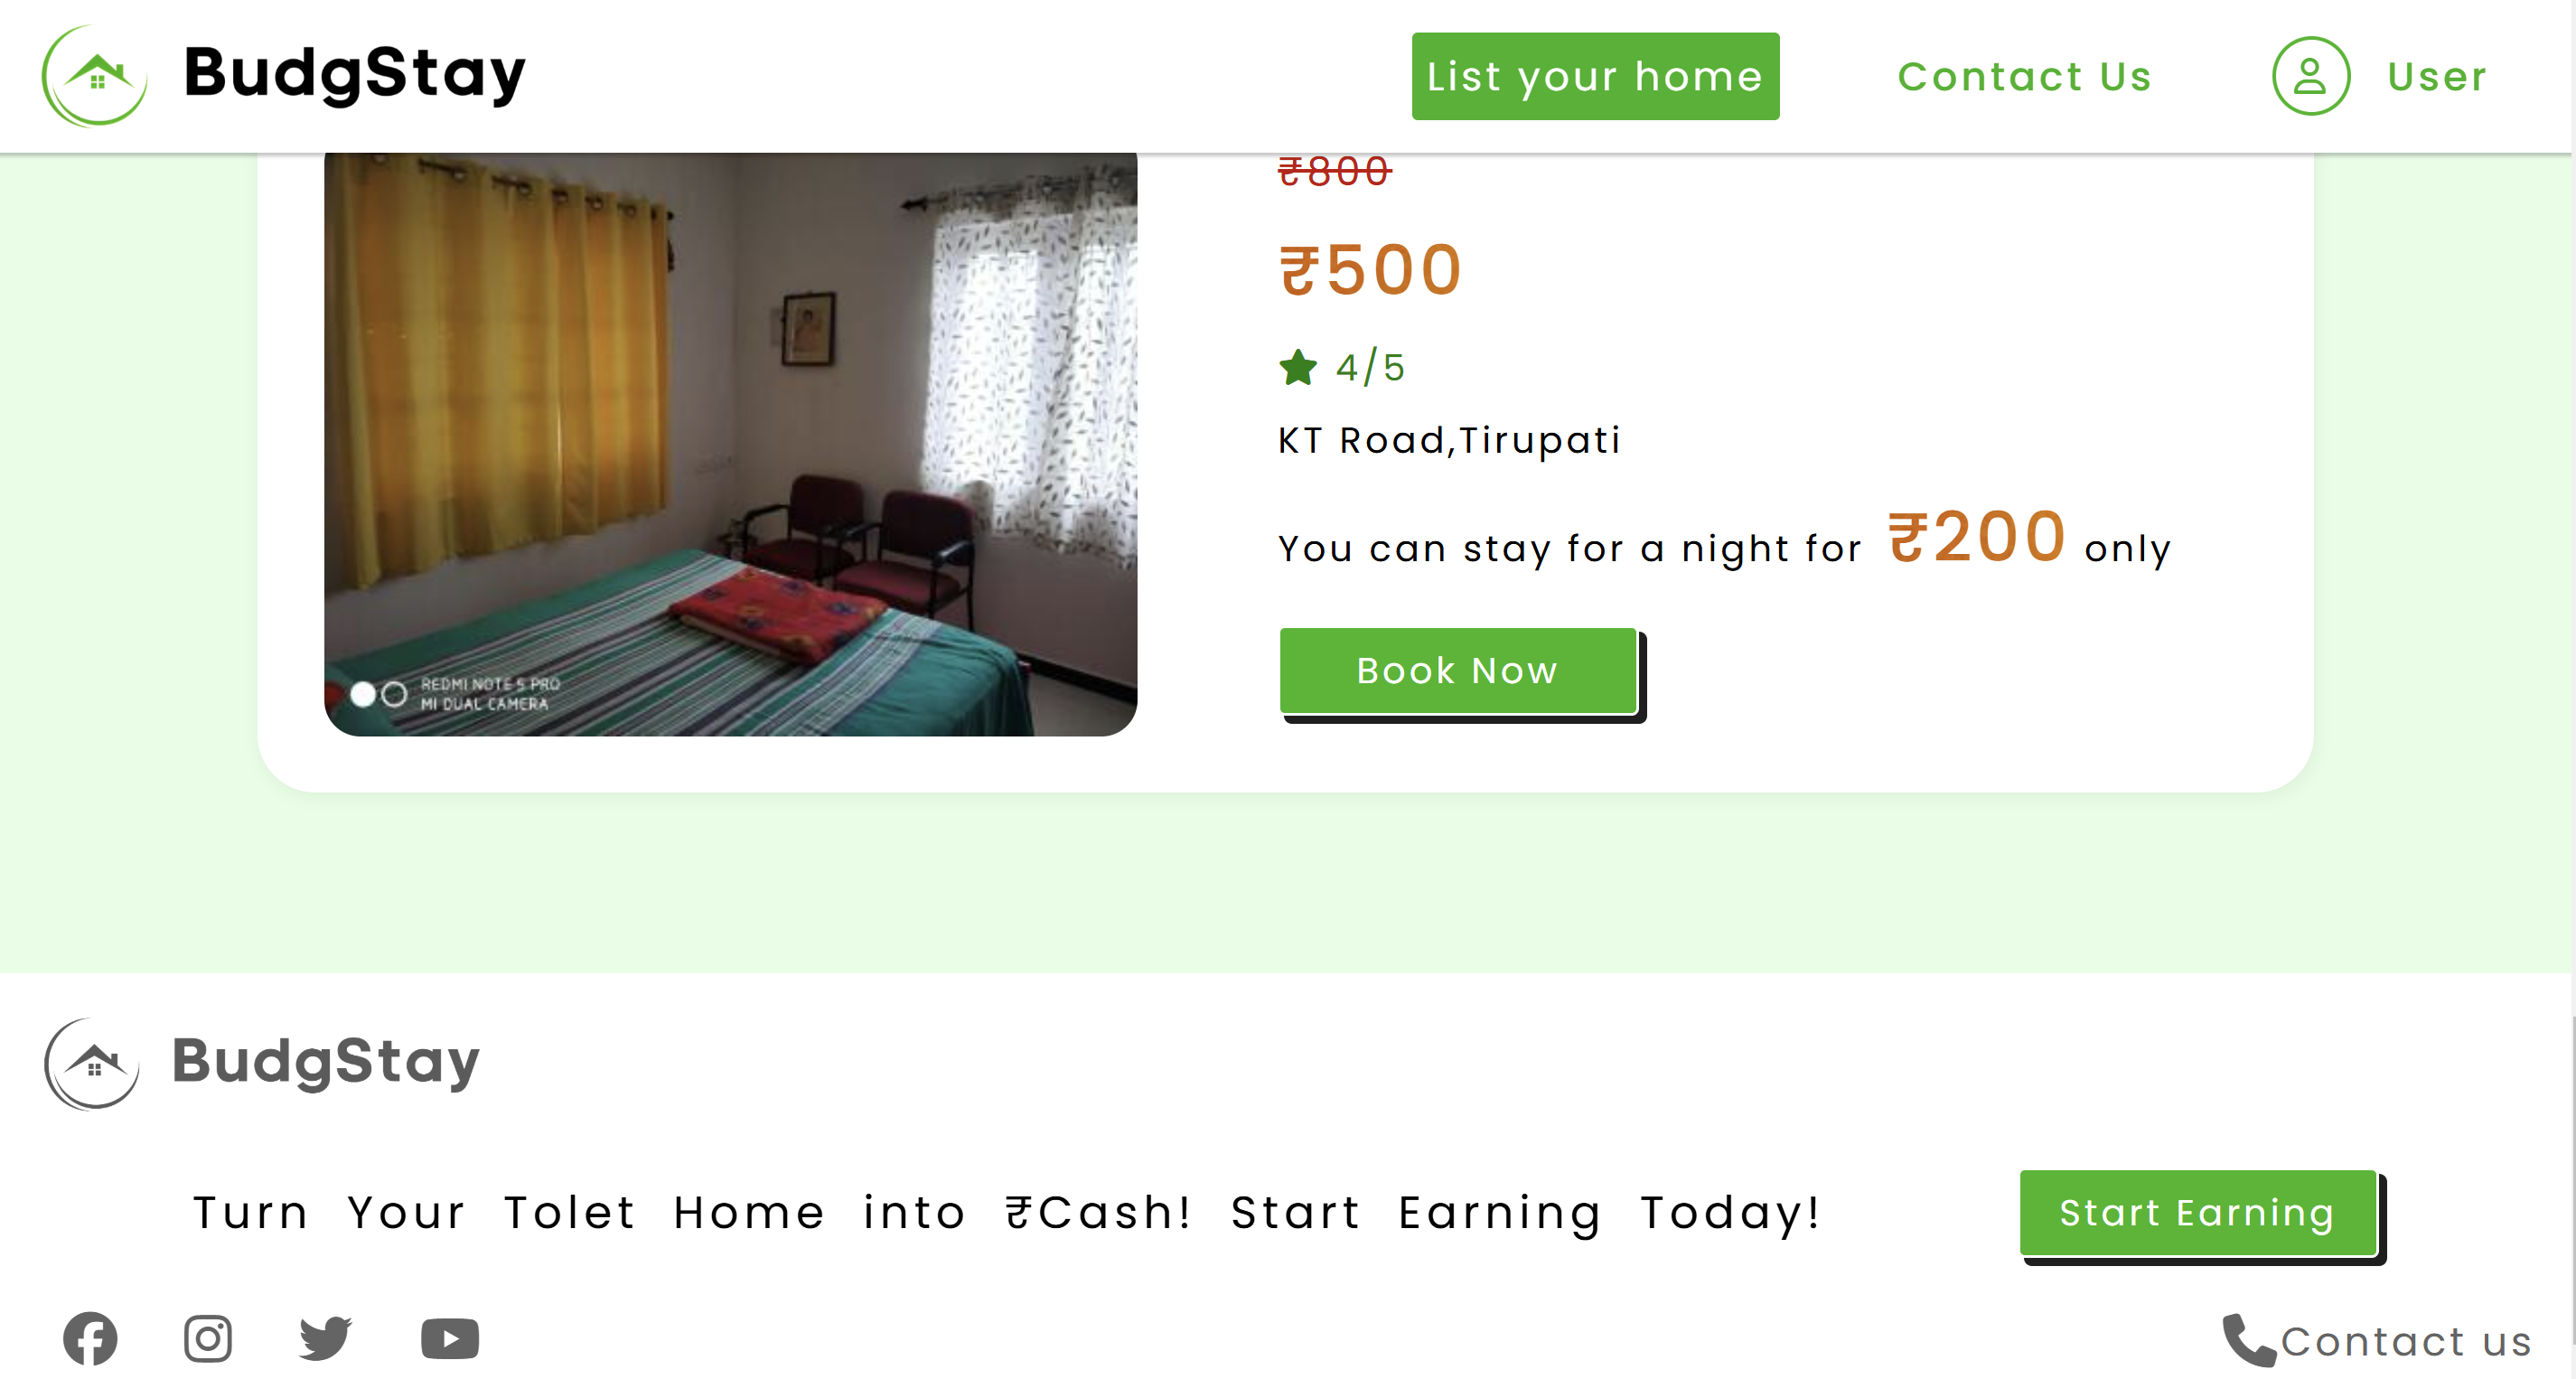 BudgStay
List your home
Contact Us
User
₹800
₹500
4/5
KT Road,Tirupati
You can stay for a night for ₹200 only
Book Now
REDMI NOTE 5 PRO
MI DUAL CAMERA
BudgStay
Turn Your Tolet Home into ₹Cash! Start Earning Today!
Start Earning
Contact us